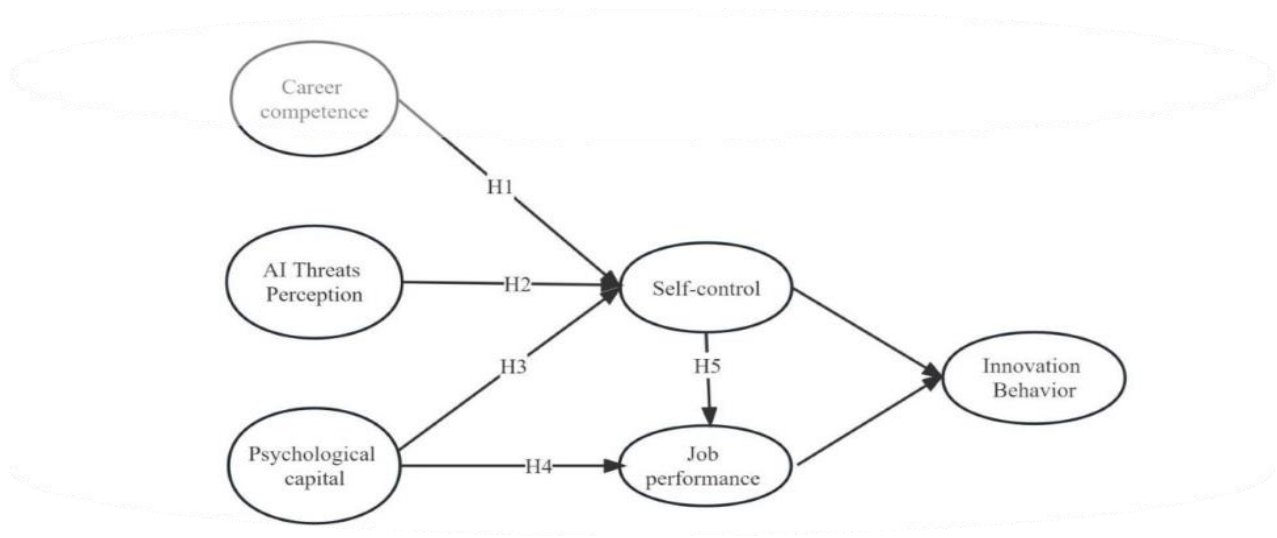 Career
competence
H1
AI Threats
Perception
H2
Self-control
H3
H5
Innovation
Behavior
Psychological
capital
H4
Job
performance